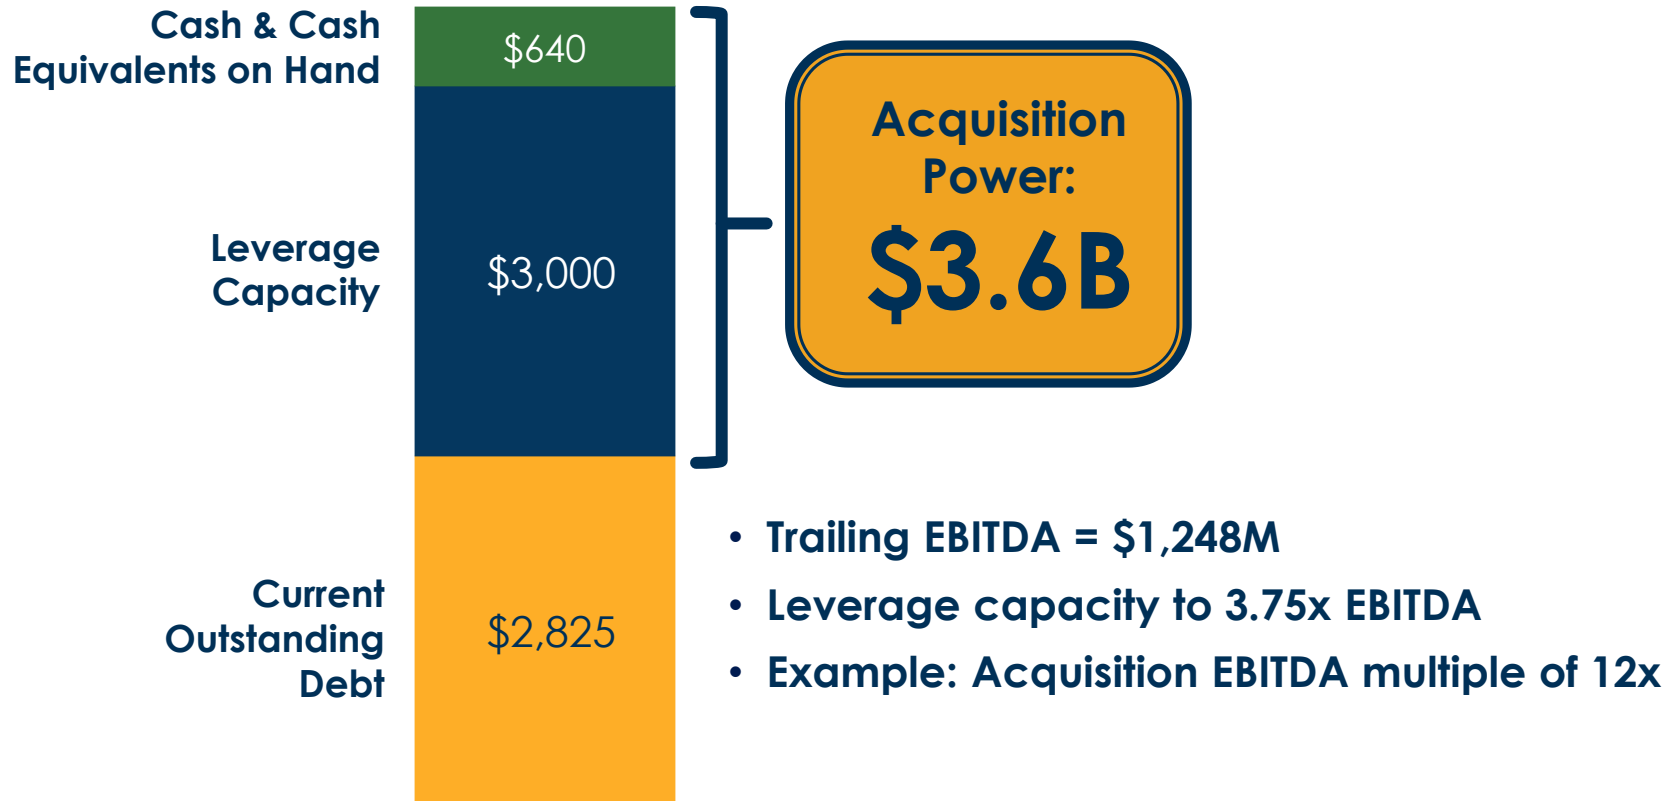 Cash & Cash
Equivalents on Hand
$640
Leverage
Capacity
$3,000
Current
Outstanding
Debt
$2,825
Acquisition
Power:
$3.6B
• Trailing EBITDA = $1,248M
• Leverage capacity to 3.75x EBITDA
• Example: Acquisition EBITDA multiple of 12x